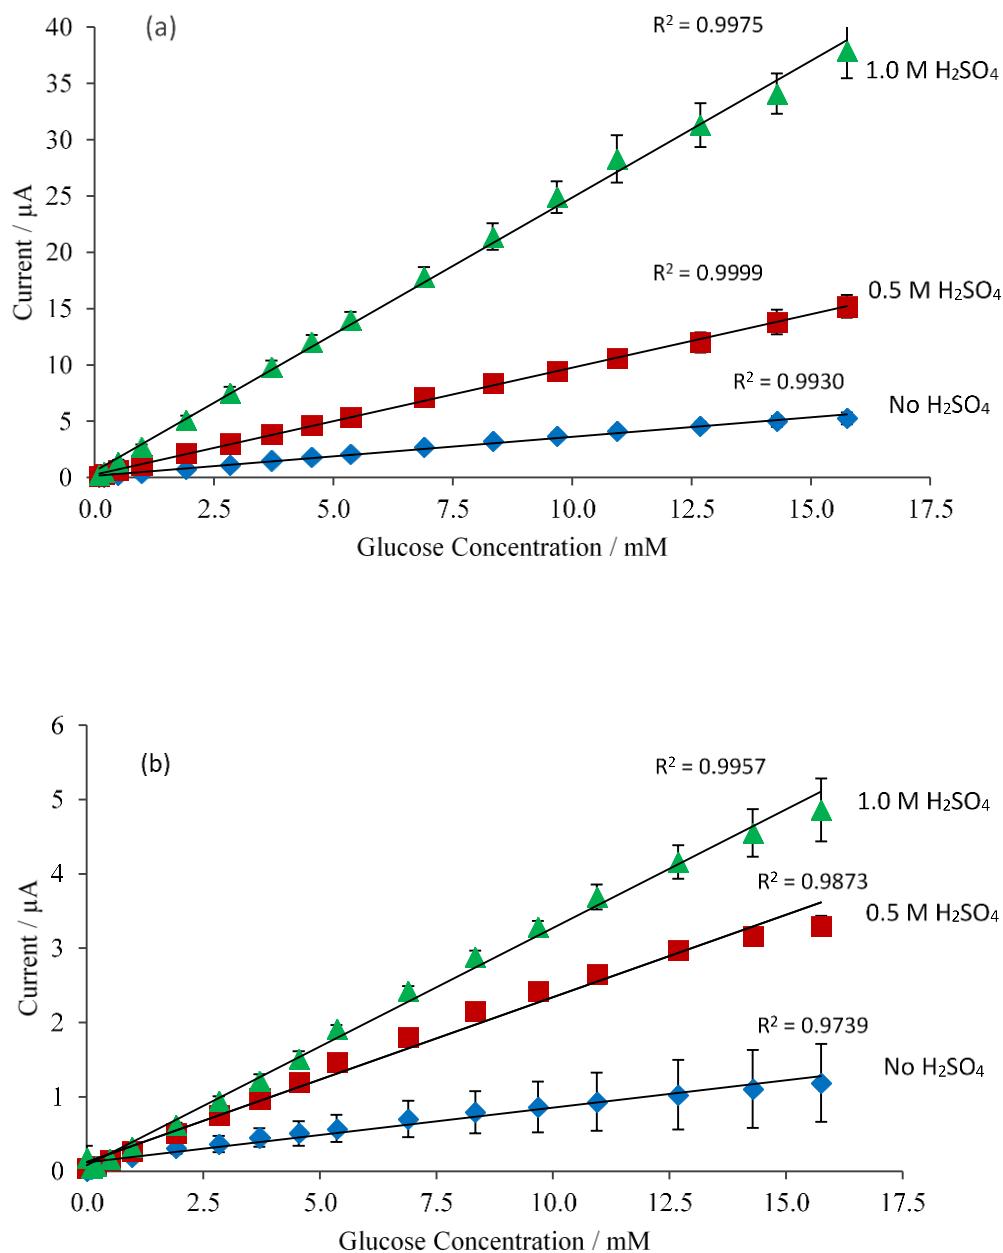 (a)
R² = 0.9975
1.0 M H₂SO₄
R² = 0.9999
0.5 M H₂SO₄
R² = 0.9930
No H₂SO₄
40
35
30
25
20
15
10
5
0
Current / μA
0.0 2.5 5.0 7.5 10.0 12.5 15.0 17.5
Glucose Concentration / mM
(b)
R² = 0.9957
1.0 M H₂SO₄
R² = 0.9873
0.5 M H₂SO₄
R² = 0.9739
No H₂SO₄
6
5
4
3
2
1
0
Current / μA
0.0 2.5 5.0 7.5 10.0 12.5 15.0 17.5
Glucose Concentration / mM